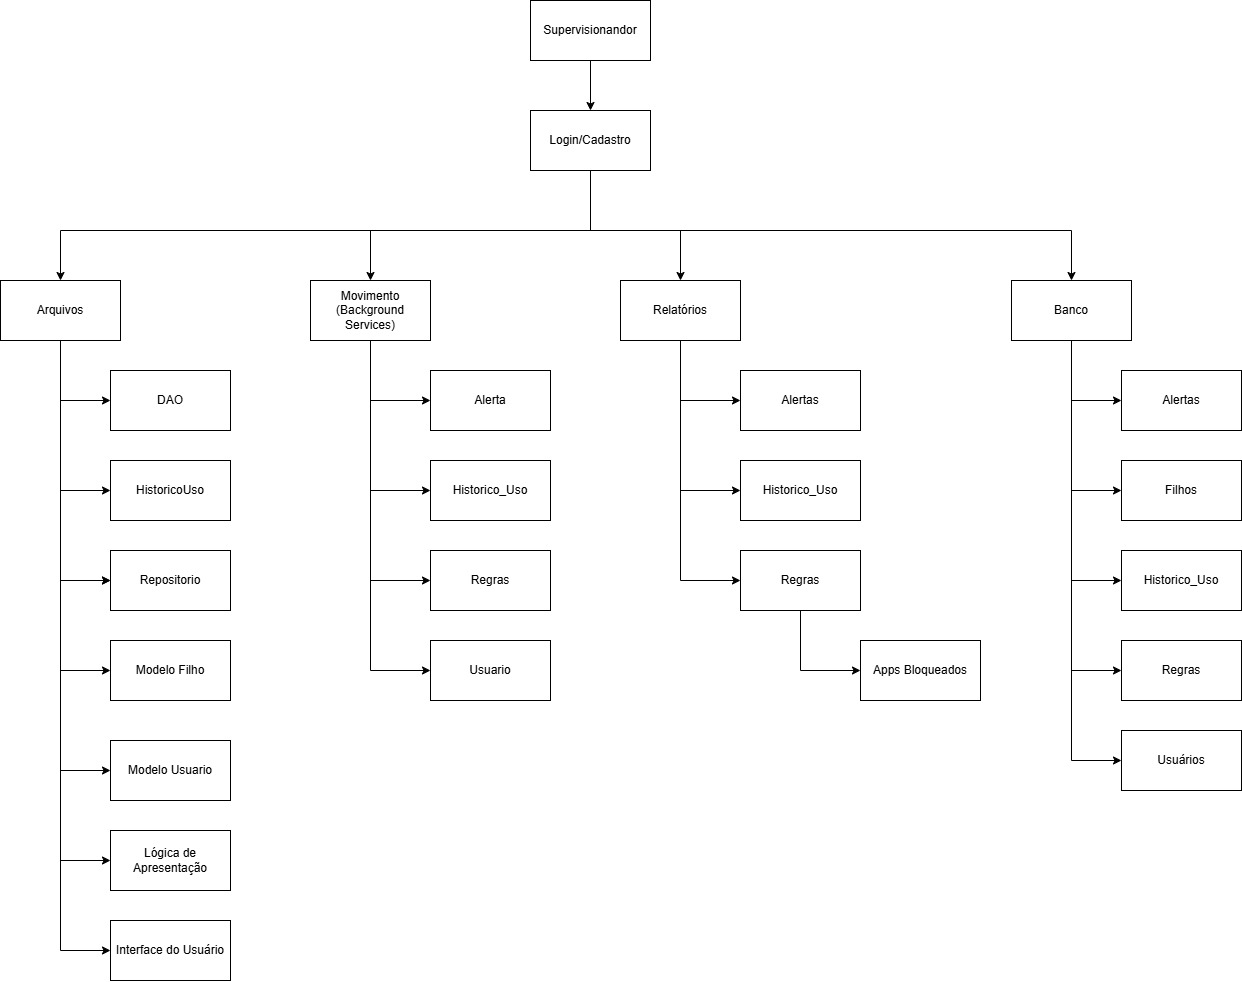 Supervisionandor
Login/Cadastro
Arquivos
Movimento
(Background
Services)
Relatórios
Banco
DAO
HistoricoUso
Repositorio
Modelo Filho
Modelo Usuario
Lógica de
Apresentação
Interface do Usuário
Alerta
Historico_Uso
Regras
Usuario
Alertas
Historico_Uso
Regras
Apps Bloqueados
Alertas
Filhos
Historico_Uso
Regras
Usuários